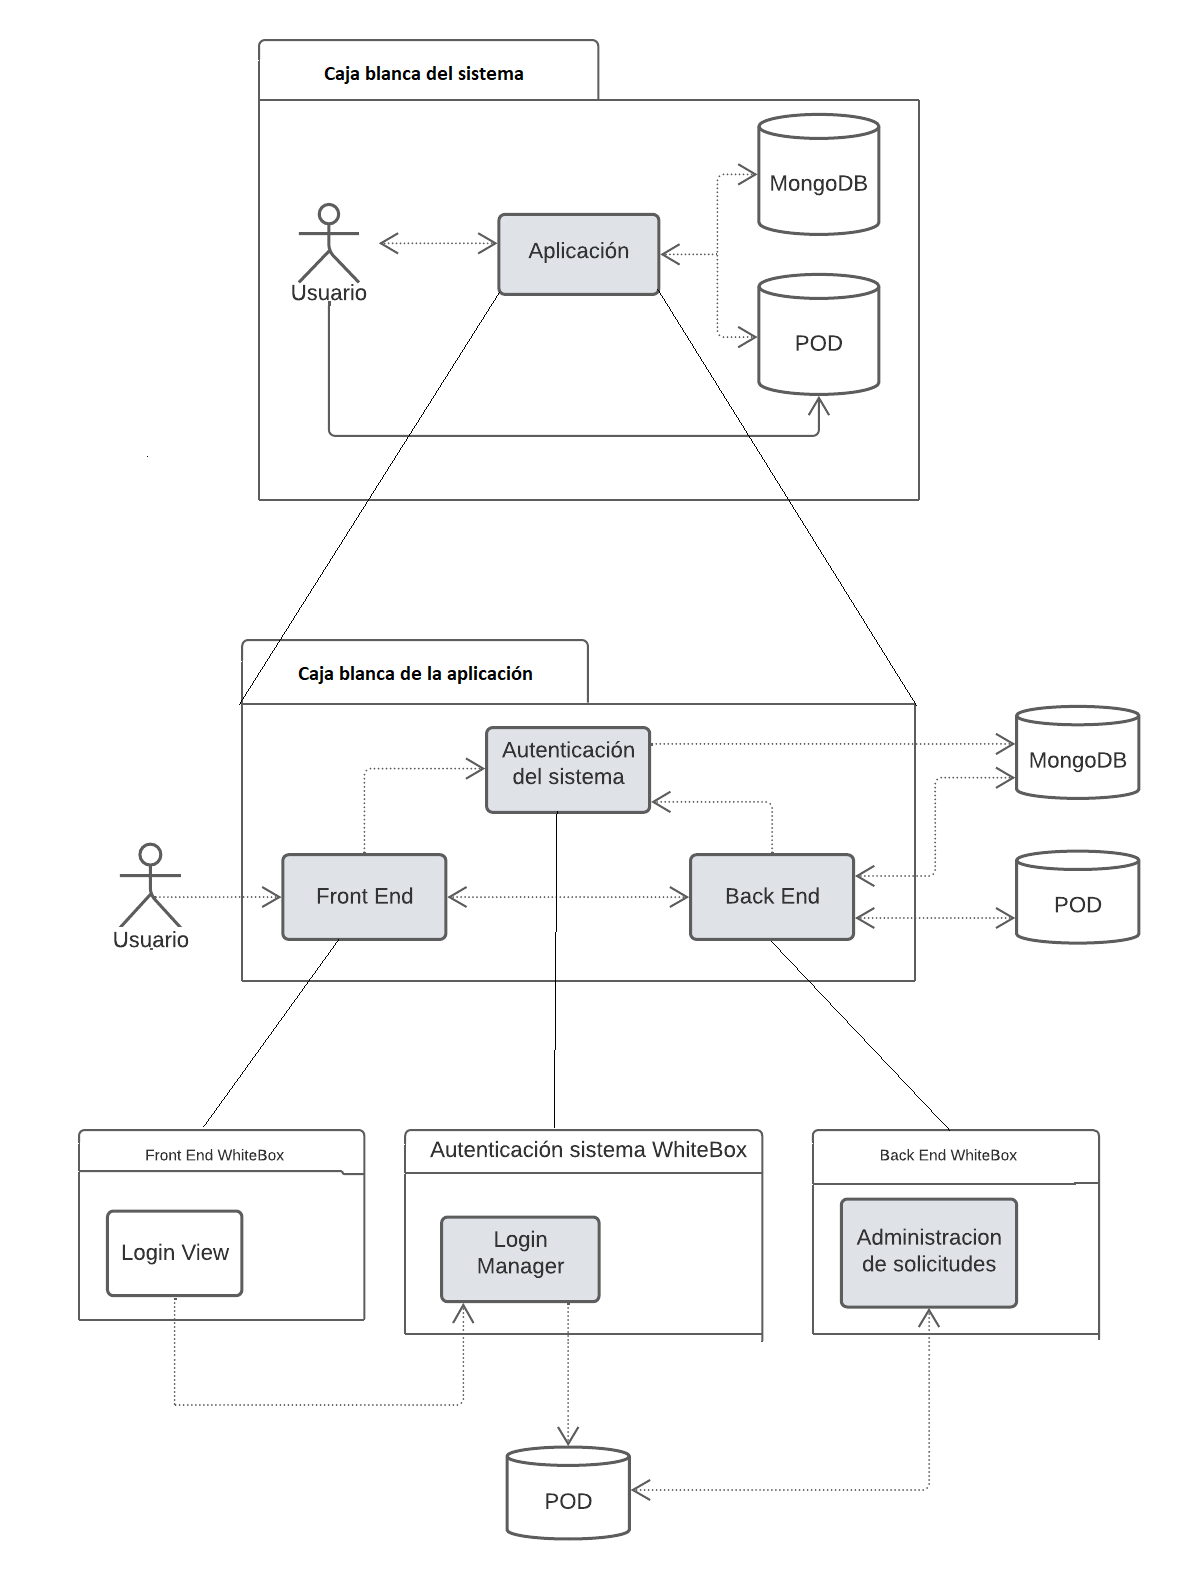 Caja blanca del sistema
MongoDB
Aplicación
Usuario
POD
Caja blanca de la aplicación
Autenticación
del sistema
MongoDB
Front End
Back End
POD
Usuario
Front End WhiteBox
Autenticación sistema WhiteBox
Back End WhiteBox
Login View
Login
Manager
Administracion
de solicitudes
POD